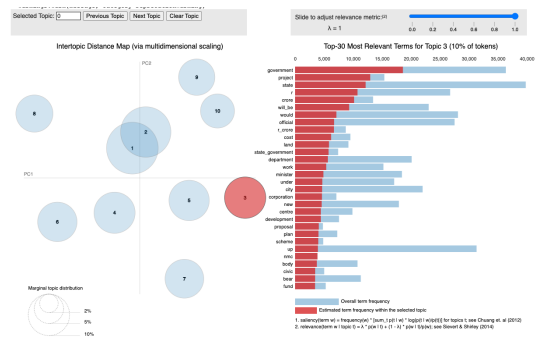 Selected Topic: 0 Previous Topic Next Topic Clear Topic
Slide to adjust relevance metric:(2)
λ = 1
0.0 0.2 0.4 0.6 0.8 1.0
Intertopic Distance Map (via multidimensional scaling)
PC2
PC1
9
10
8
2
1
5
3
4
6
7
Marginal topic distribution
2%
5%
10%
Top-30 Most Relevant Terms for Topic 3 (10% of tokens)
0 5,000 10,000 15,000 20,000 25,000 30,000 35,000 40,000
government
project
state
r
crore
will_be
would
official
r_crore
cost
land
state_government
department
work
minister
under
city
corporation
new
centre
development
proposal
plan
scheme
up
nmc
body
civic
bear
fund
Overall term frequency
Estimated term frequency within the selected topic
1. saliency(term w) = frequency(w) * [sum_t p(t | w) * log(p(t | w)/p(t))] for topics t; see Chuang et. al (2012)
2. relevance(term w | topic t) = λ * p(w | t) + (1 - λ) * p(w | t)/p(w); see Sievert & Shirley (2014)